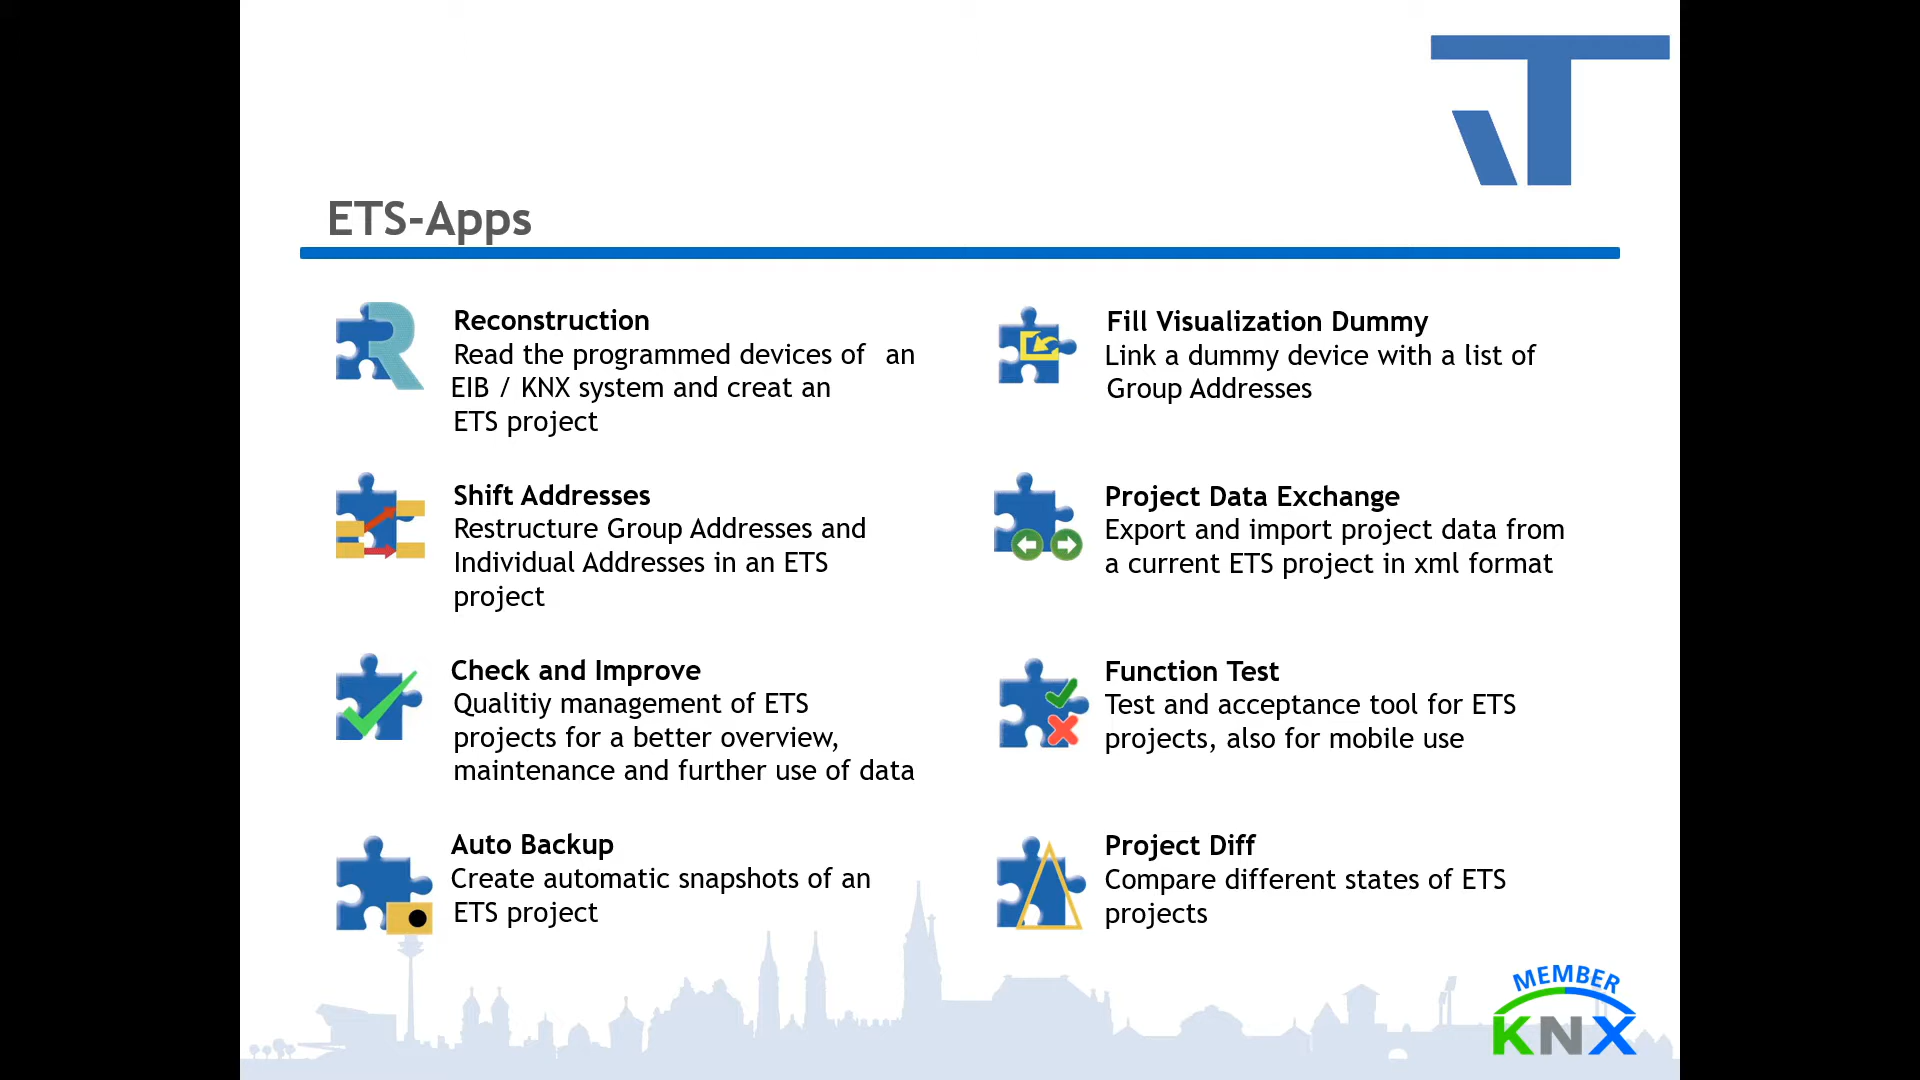 ETS-Apps
Reconstruction
Read the programmed devices of an
EIB / KNX system and creat an
ETS project
Shift Addresses
Restructure Group Addresses and
Individual Addresses in an ETS
project
Check and Improve
Qualitiy management of ETS
projects for a better overview,
maintenance and further use of data
Auto Backup
Create automatic snapshots of an
ETS project
Fill Visualization Dummy
Link a dummy device with a list of
Group Addresses
Project Data Exchange
Export and import project data from
a current ETS project in xml format
Function Test
Test and acceptance tool for ETS
projects, also for mobile use
Project Diff
Compare different states of ETS
projects
MEMBER
KNX